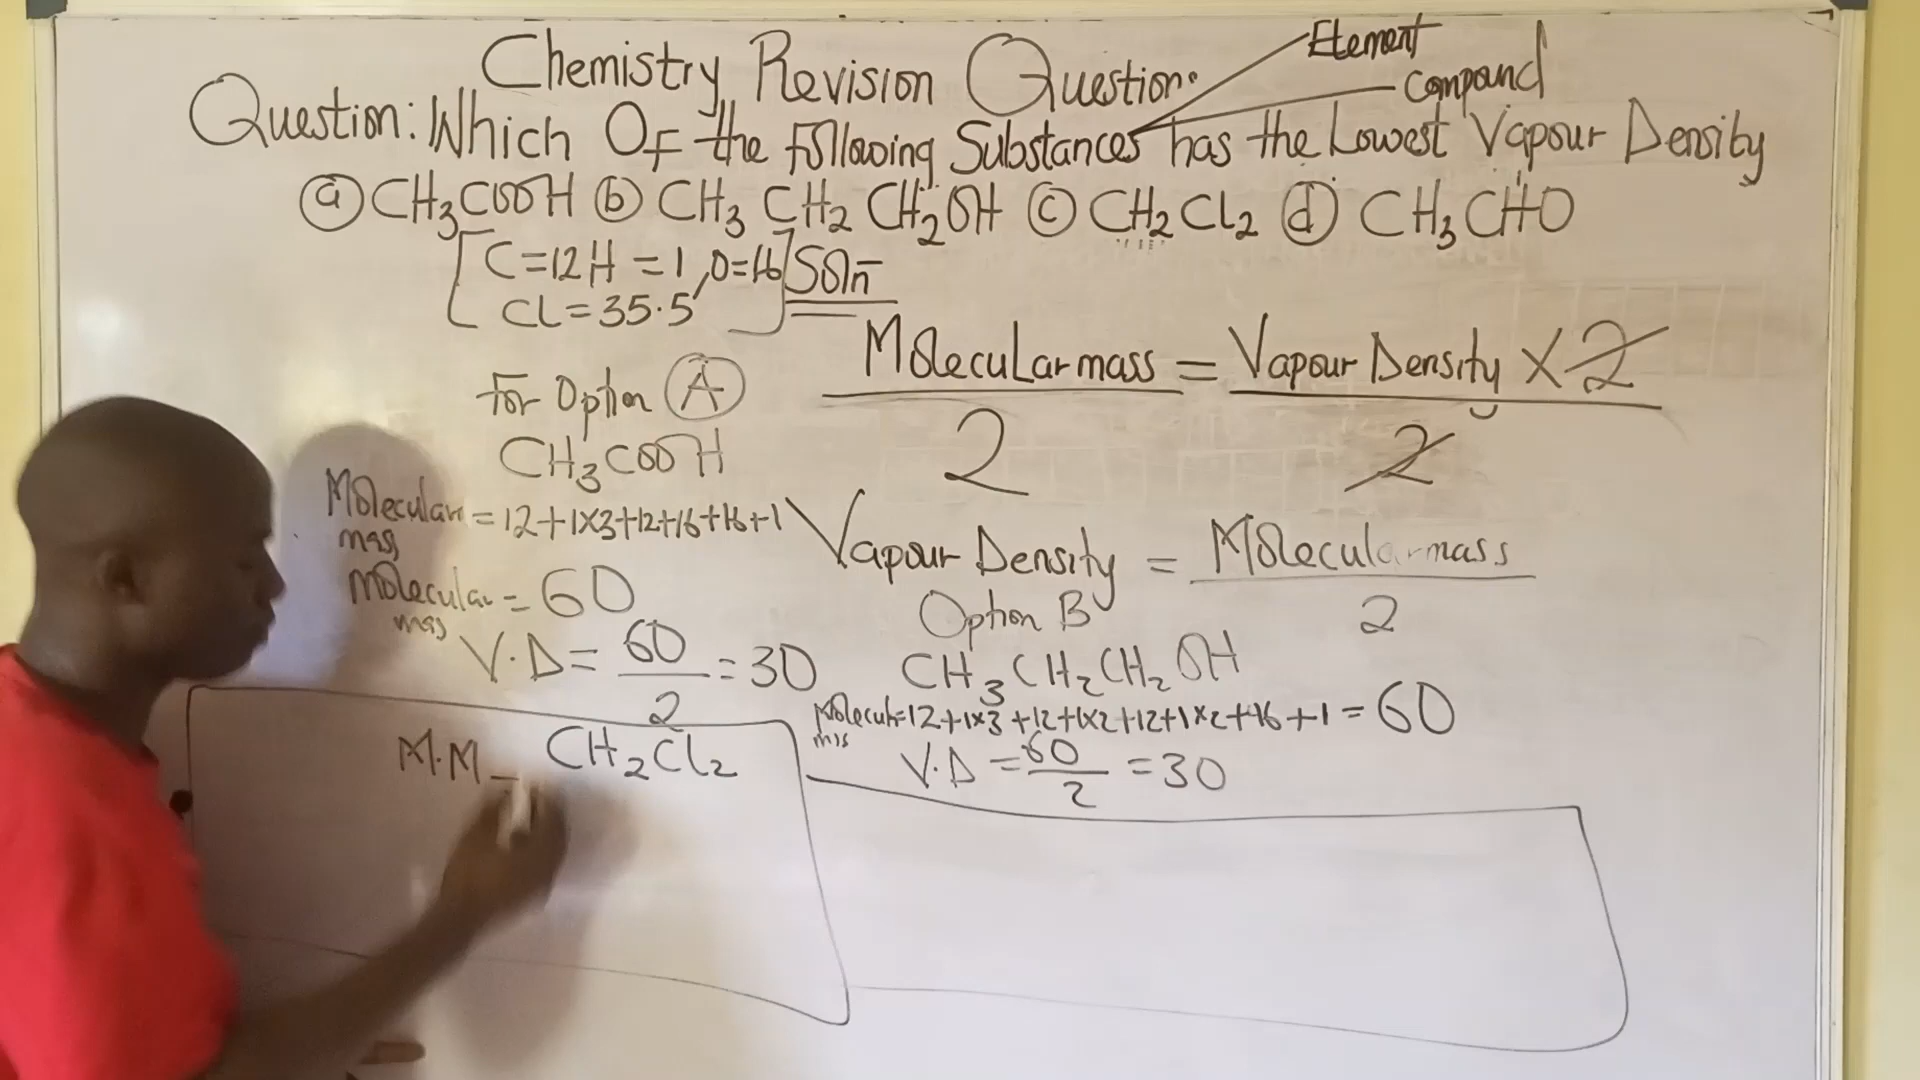 Chemistry Revision Question.
Element
Compound
Question: Which Of the Following Substances has the Lowest Vapour Density
(a) CH3COOH (b) CH3 CH2 CH2OH (c) CH2Cl2 (d) CH3CHO
[C=12 H=1, O=16
Cl=35.5] Soln
Molecular mass = Vapour Density × 2
2 2
For Option (A)
CH3COOH
Molecular mass = 12+1×3+12+16+16+1
Molecular mass = 60
V.D = 60/2 = 30
Vapour Density = Molecular mass
2
Option B
CH3CH2CH2OH
= 12+1×3+12+1×2+12+1×2+16+1 = 60
V.D = 60/2 = 30
CH2Cl2
M.M =